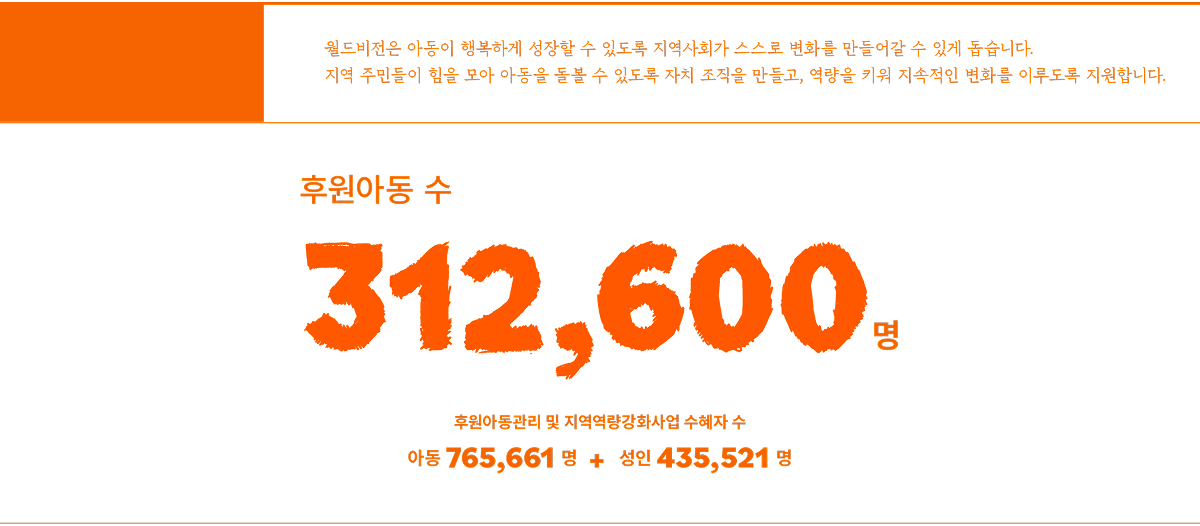 월드비전은 아동이 행복하게 성장할 수 있도록 지역사회가 스스로 변화를 만들어갈 수 있게 돕습니다.
지역 주민들이 힘을 모아 아동을 돌볼 수 있도록 자치 조직을 만들고, 역량을 키워 지속적인 변화를 이루도록 지원합니다.
후원아동 수
312,600 명
후원아동관리 및 지역역량강화사업 수혜자 수
아동 765,661 명 + 성인 435,521 명